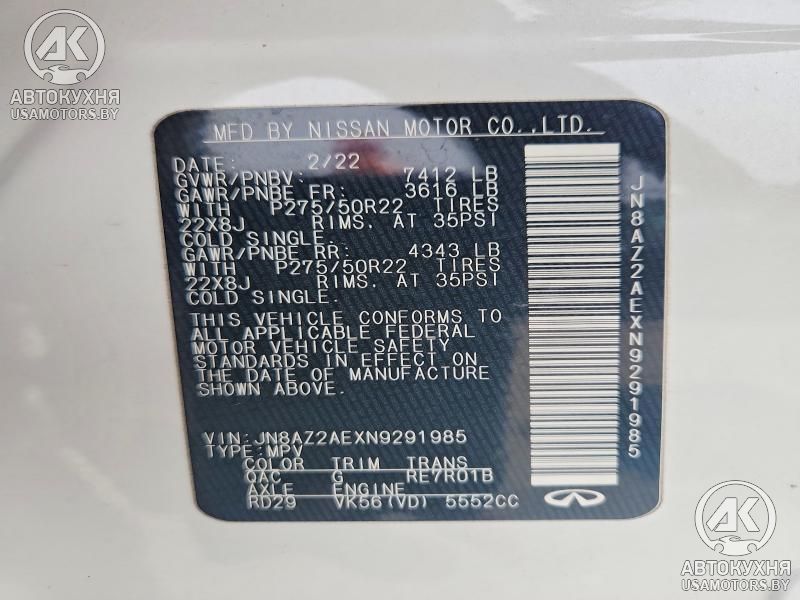 AK
АВТОКУХНЯ
USAMOTORS.BY
MFD BY NISSAN MOTOR CO.,LTD.
DATE: 2/22
GVWR/PNBV: 7412 LB
GAWR/PNBE FR: 3616 LB
WITH P275/50R22 TIRES
22X8J RIMS. AT 35PSI
COLD SINGLE.
GAWR/PNBE RR: 4343 LB
WITH P275/50R22 TIRES
22X8J RIMS. AT 35PSI
COLD SINGLE.
THIS VEHICLE CONFORMS TO
ALL APPLICABLE FEDERAL
MOTOR VEHICLE SAFETY
STANDARDS IN EFFECT ON
THE DATE OF MANUFACTURE
SHOWN ABOVE.
VIN: JN8AZ2AEXN9291985
TYPE: MPV
COLOR TRIM TRANS
QAC G RE7R01B
AXLE ENGINE
RD29 VK56(VD) 5552CC
JN8AZ2AEXN9291985
AK
АВТОКУХНЯ
USAMOTORS.BY